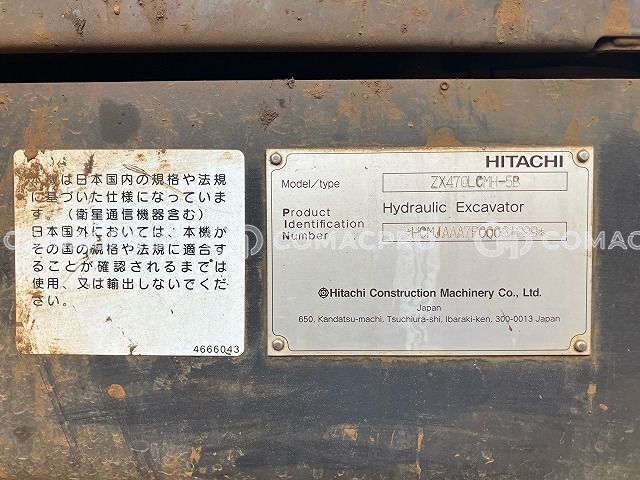 本機は日本国内の規格や法規
に基づいた仕様になっていま
す。(衛星通信機器含む)
日本国外においては、本機が
その国の規格や法規に適合す
ることが確認されるまでは
使用、又は輸出しないでくだ
さい。
4666043
HITACHI
Model/type ZX470LCMH-5B
Product Identification Number
Hydraulic Excavator
©Hitachi Construction Machinery Co., Ltd.
Japan
650, Kandatsu-machi, Tsuchiura-shi, Ibaraki-ken, 300-0013 Japan
COMACPRO